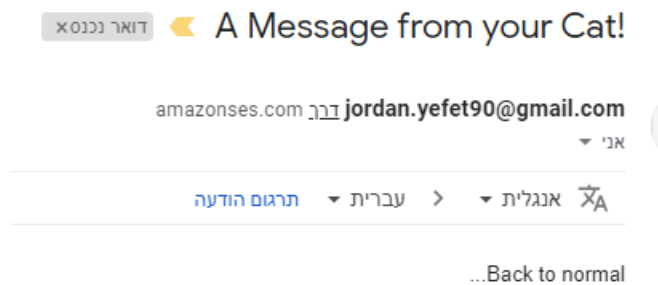 A Message from your Cat! דואר נכנס x
jordan.yefet90@gmail.com דרך amazonses.com
אני
אנגלית > עברית תרגום הודעה
...Back to normal